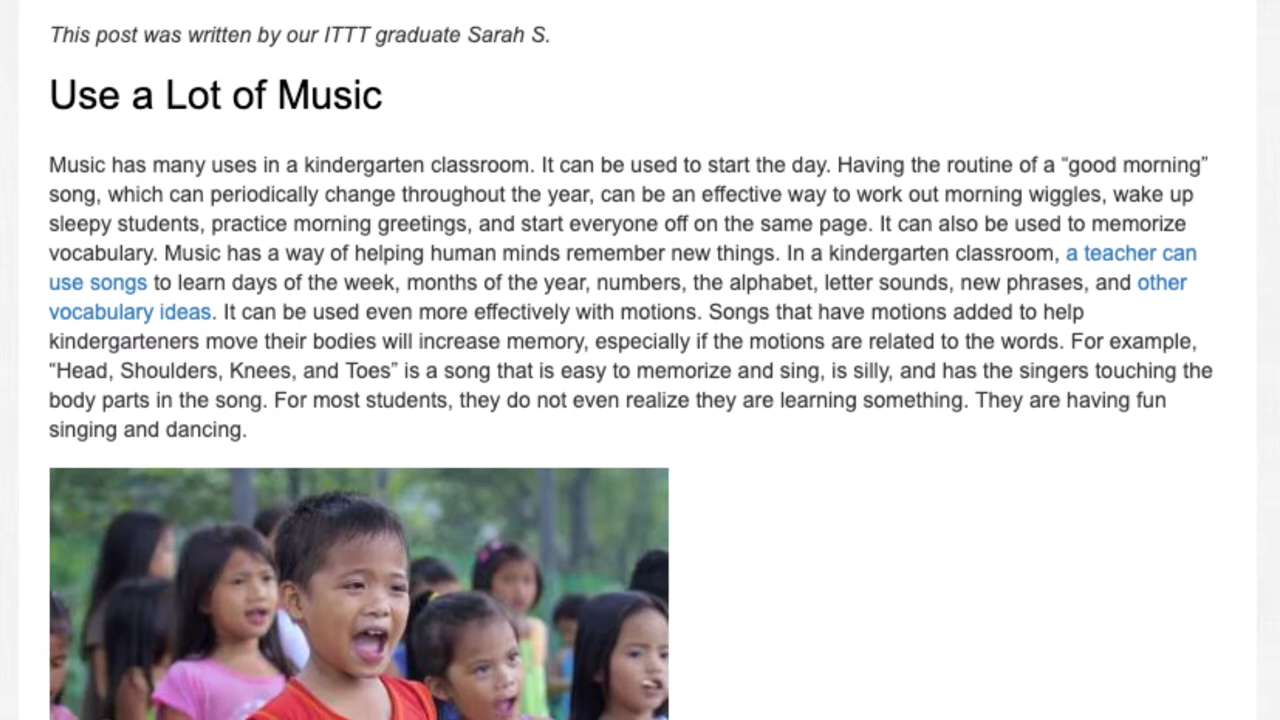 This post was written by our ITTT graduate Sarah S.
Use a Lot of Music
Music has many uses in a kindergarten classroom. It can be used to start the day. Having the routine of a “good morning”
song, which can periodically change throughout the year, can be an effective way to work out morning wiggles, wake up
sleepy students, practice morning greetings, and start everyone off on the same page. It can also be used to memorize
vocabulary. Music has a way of helping human minds remember new things. In a kindergarten classroom, a teacher can
use songs to learn days of the week, months of the year, numbers, the alphabet, letter sounds, new phrases, and other
vocabulary ideas. It can be used even more effectively with motions. Songs that have motions added to help
kindergarteners move their bodies will increase memory, especially if the motions are related to the words. For example,
“Head, Shoulders, Knees, and Toes” is a song that is easy to memorize and sing, is silly, and has the singers touching the
body parts in the song. For most students, they do not even realize they are learning something. They are having fun
singing and dancing.